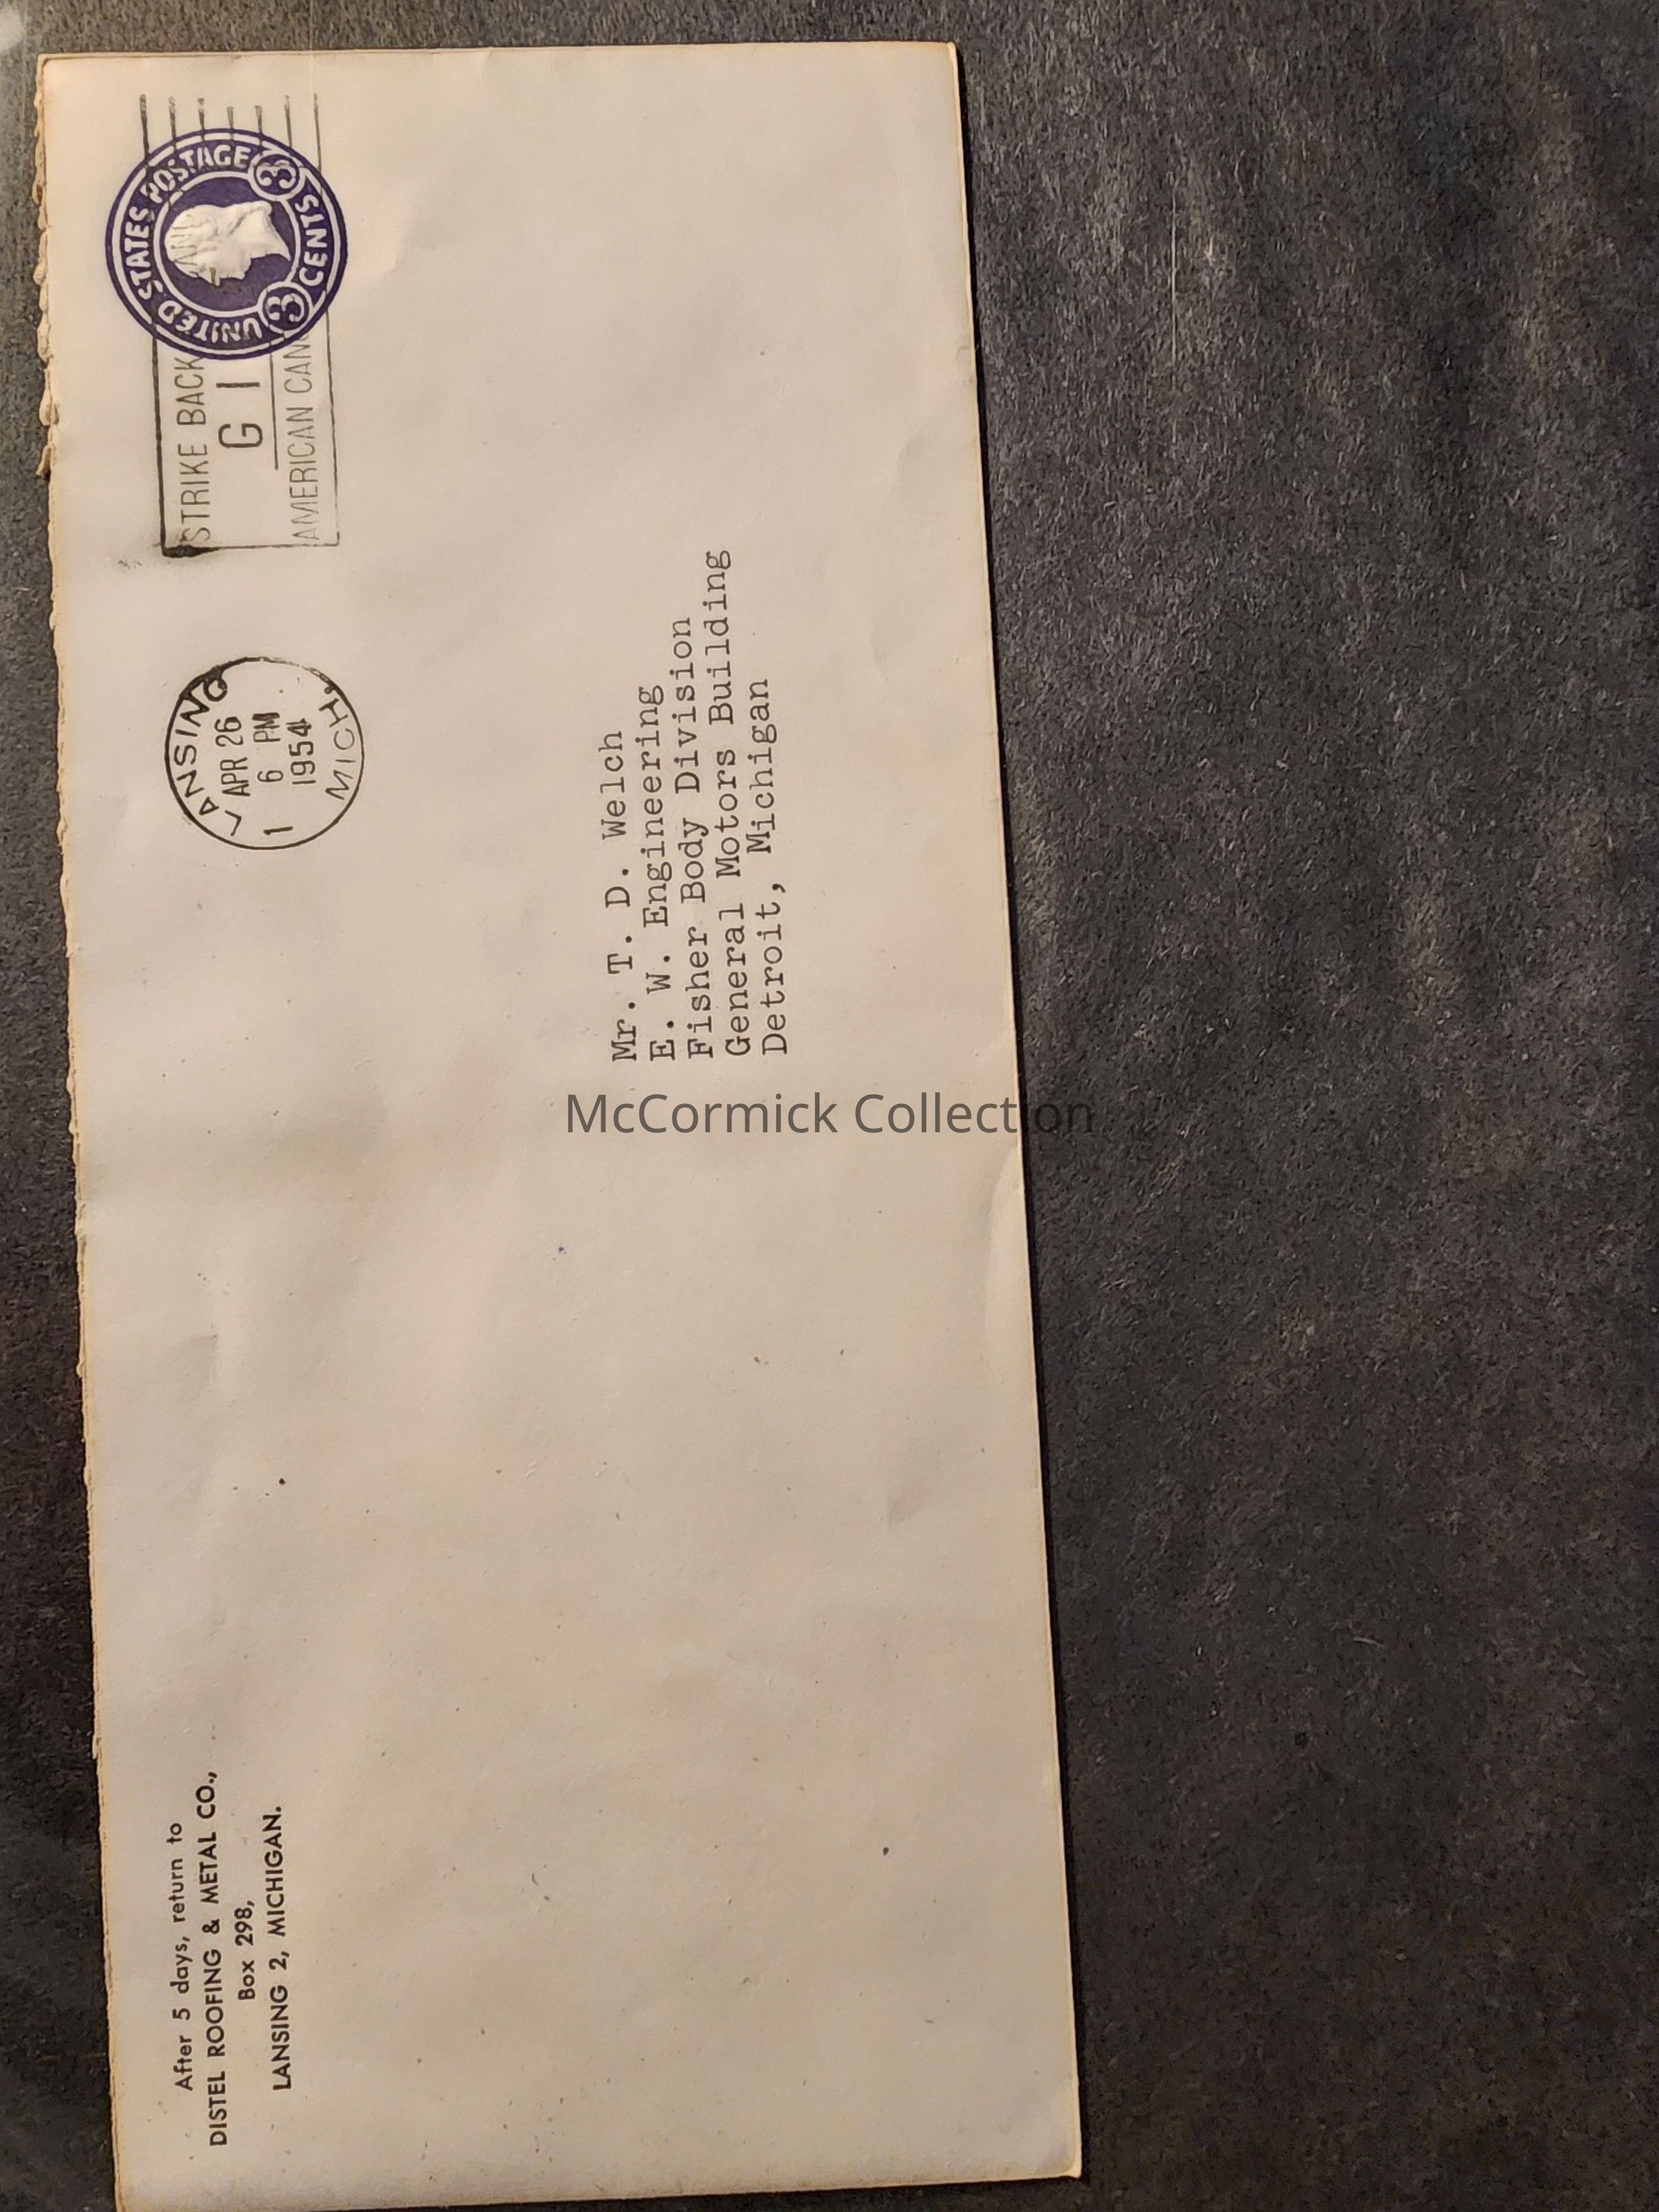 After 5 days, return to
DISTEL ROOFING & METAL CO.,
Box 298,
LANSING 2, MICHIGAN.
LANSING
APR 26
6 PM
1
1954
MICH.
STRIKE BACK
GI
AMERICAN CAN
UNITED STATES POSTAGE
3 CENTS 3
Mr. T. D. Welch
E. W. Engineering
Fisher Body Division
General Motors Building
Detroit, Michigan
McCormick Collection